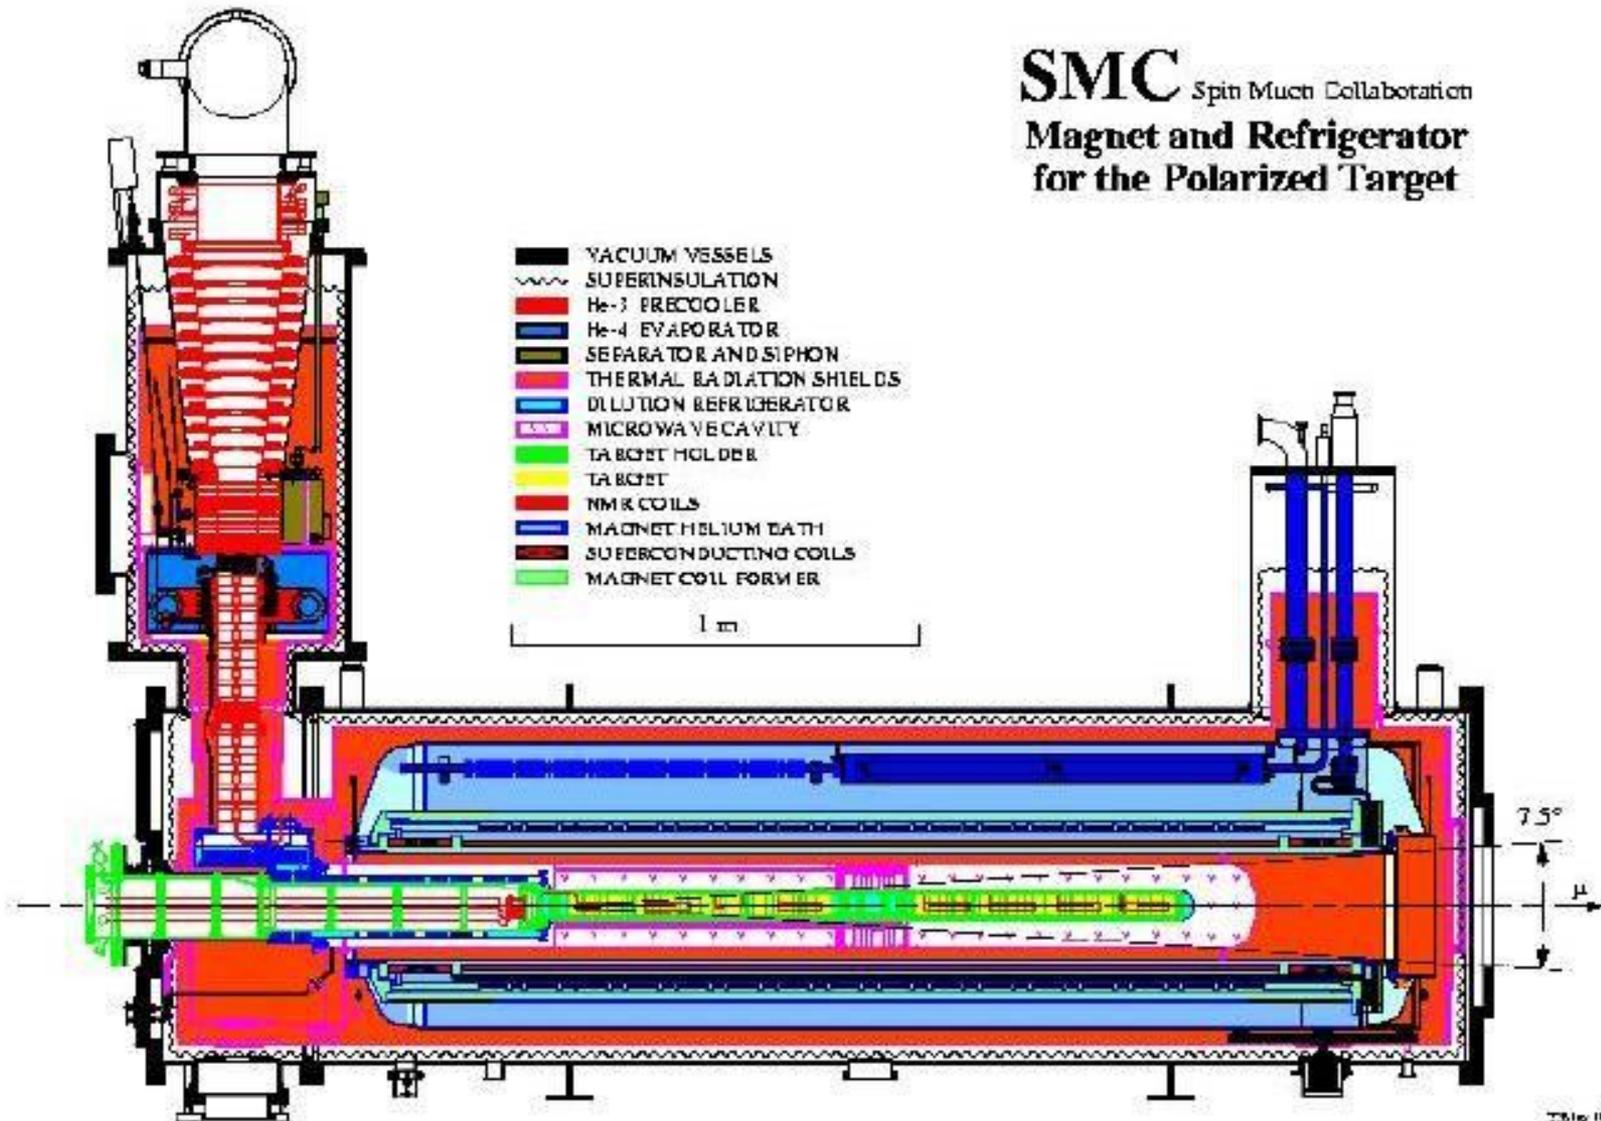 SMC Spin Muon Collaboration
Magnet and Refrigerator
for the Polarized Target
VACUUM VESSELS
SUPERINSULATION
He-3 PRECOOLER
He-4 EVAPORATOR
SEPARATOR AND SIPHON
THERMAL RADIATION SHIELDS
DILUTION REFRIGERATOR
MICROWAVE CAVITY
TARGET HOLDER
TARGET
NMR COILS
MAGNET HELIUM BATH
SUPERCONDUCTING COILS
MAGNET COIL FORMER
1 m
7.5°
μ